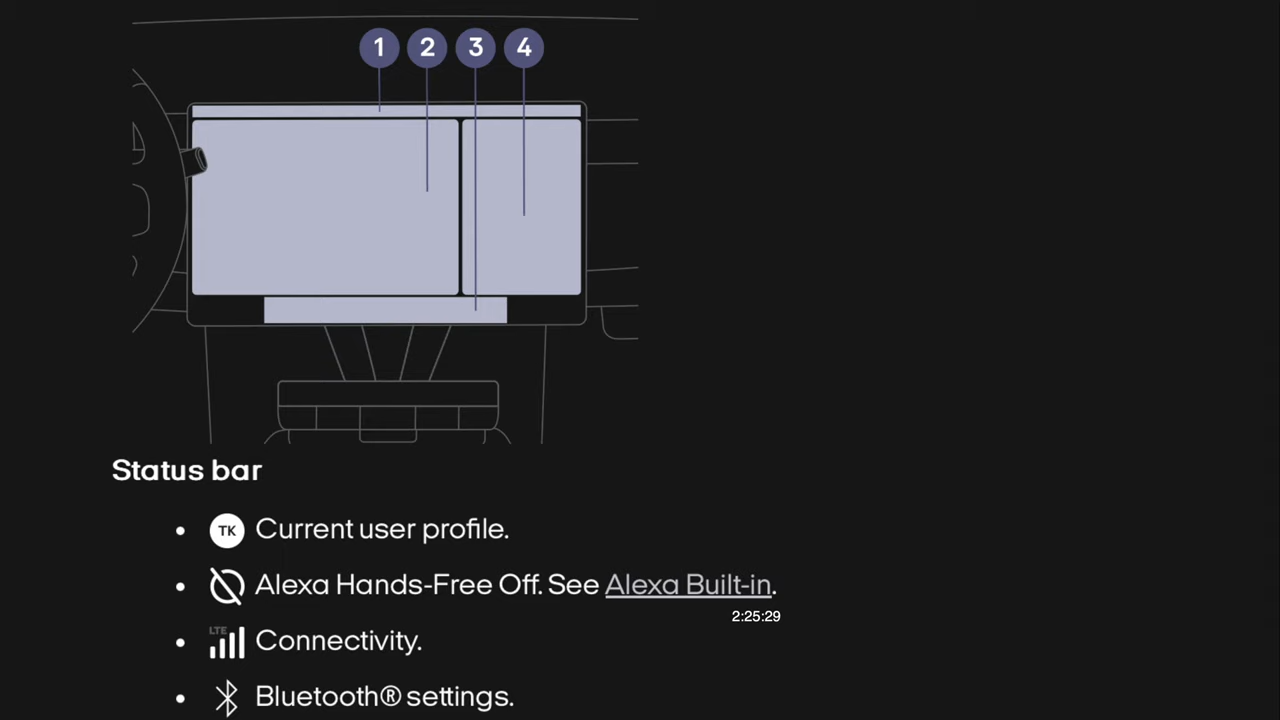 1 2 3 4
Status bar
TK Current user profile.
Alexa Hands-Free Off. See Alexa Built-in.
2:25:29
LTE Connectivity.
Bluetooth® settings.